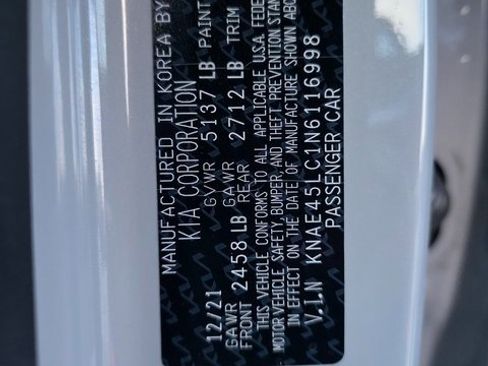 MANUFACTURED IN KOREA BY
KIA CORPORATION
12/21 GVWR 5137 LB PAINT
GAWR FRONT 2458 LB GAWR REAR 2712 LB TRIM
THIS VEHICLE CONFORMS TO ALL APPLICABLE U.S.A. FEDE
MOTOR VEHICLE SAFETY, BUMPER, AND THEFT PREVENTION STAN
IN EFFECT ON THE DATE OF MANUFACTURE SHOWN ABO
V.I.N KNAE45LC1N6116998
PASSENGER CAR